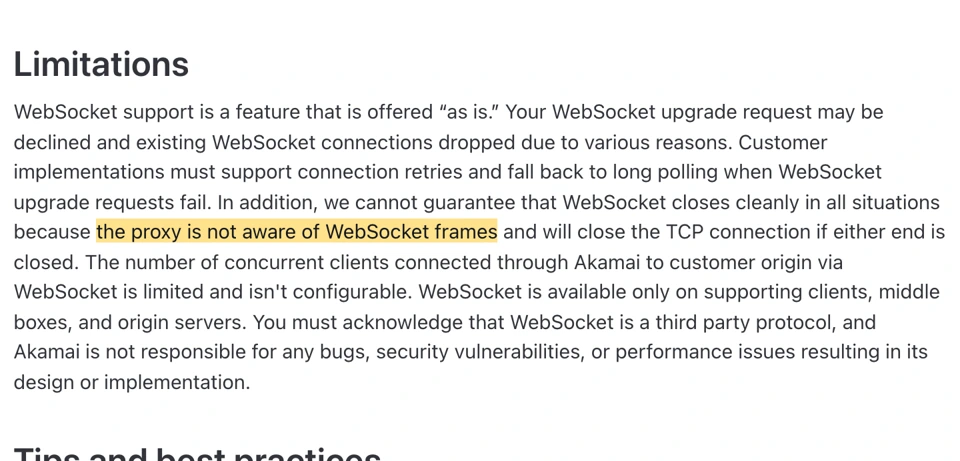 Limitations
WebSocket support is a feature that is offered “as is.” Your WebSocket upgrade request may be
declined and existing WebSocket connections dropped due to various reasons. Customer
implementations must support connection retries and fall back to long polling when WebSocket
upgrade requests fail. In addition, we cannot guarantee that WebSocket closes cleanly in all situations
because the proxy is not aware of WebSocket frames and will close the TCP connection if either end is
closed. The number of concurrent clients connected through Akamai to customer origin via
WebSocket is limited and isn't configurable. WebSocket is available only on supporting clients, middle
boxes, and origin servers. You must acknowledge that WebSocket is a third party protocol, and
Akamai is not responsible for any bugs, security vulnerabilities, or performance issues resulting in its
design or implementation.
Tips and best practices